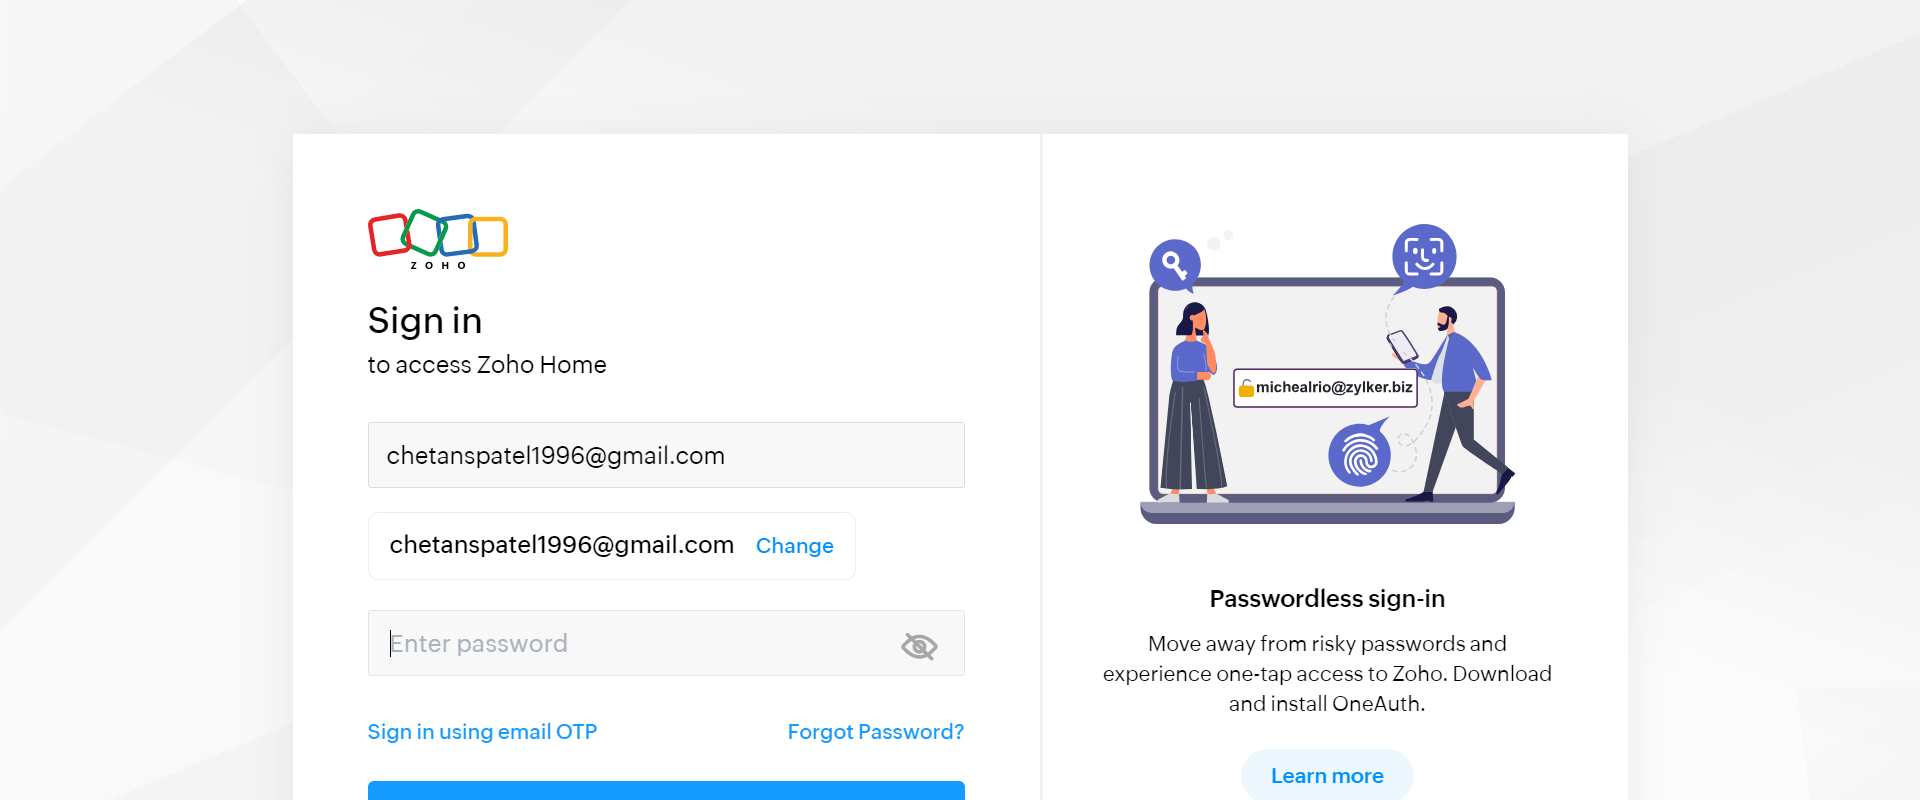 ZOHO
Sign in
to access Zoho Home
chetanspatel1996@gmail.com
chetanspatel1996@gmail.com Change
Enter password
Sign in using email OTP
Forgot Password?
michealrio@zylker.biz
Passwordless sign-in
Move away from risky passwords and
experience one-tap access to Zoho. Download
and install OneAuth.
Learn more